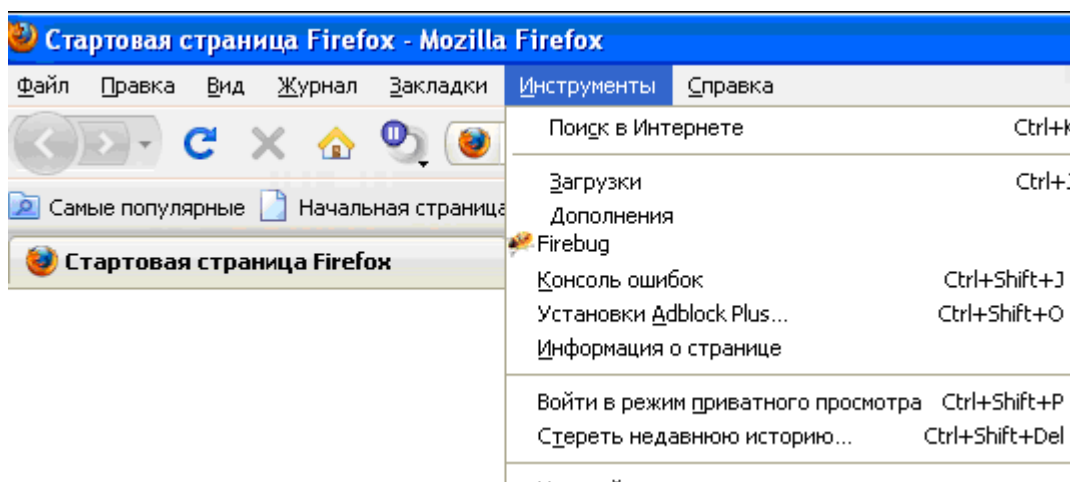 Стартовая страница Firefox - Mozilla Firefox
Файл Правка Вид Журнал Закладки Инструменты Справка
Поиск в Интернете
Загрузки
Самые популярные Начальная страница
Дополнения
Firebug
Стартовая страница Firefox
Консоль ошибок Ctrl+Shift+J
Установки Adblock Plus... Ctrl+Shift+O
Информация о странице
Войти в режим приватного просмотра Ctrl+Shift+P
Стереть недавнюю историю... Ctrl+Shift+Del